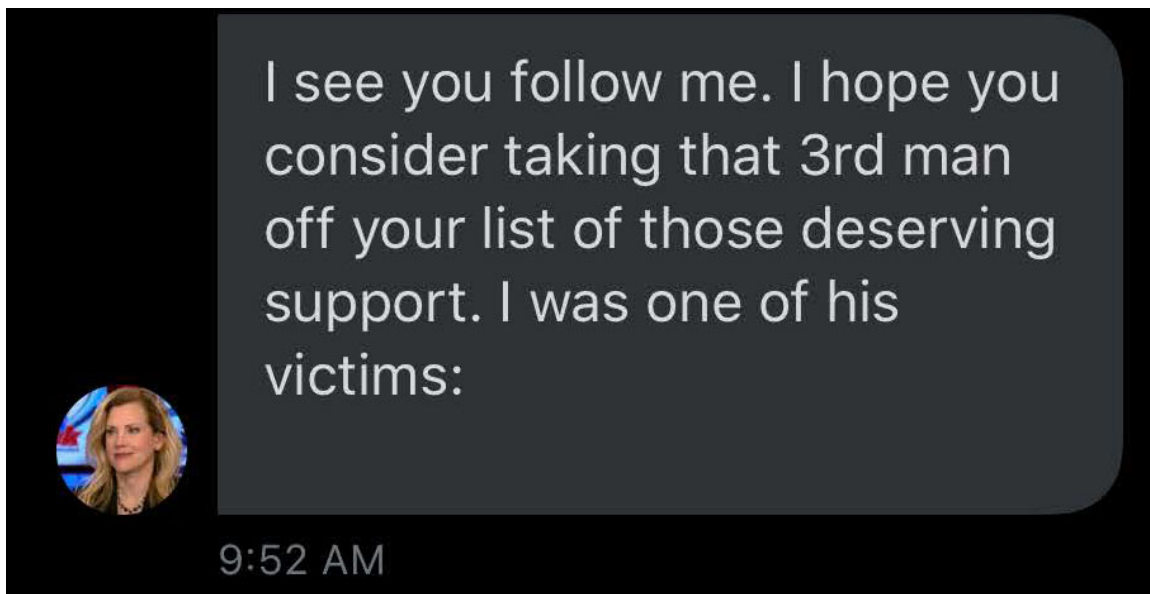 I see you follow me. I hope you
consider taking that 3rd man
off your list of those deserving
support. I was one of his
victims:
9:52 AM